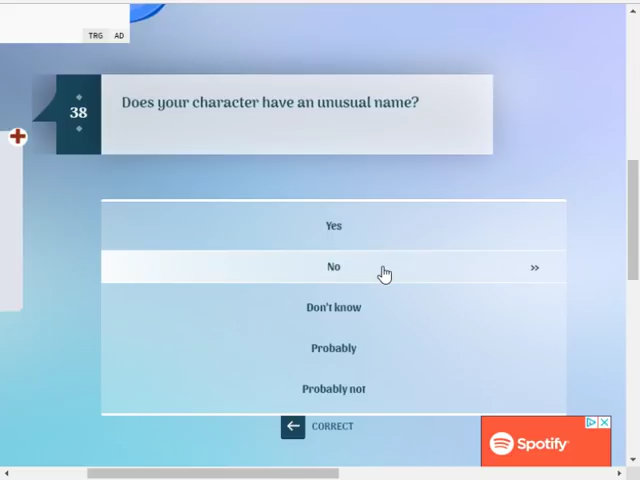 TRG AD
38
Does your character have an unusual name?
Yes
No
Don't know
Probably
Probably not
CORRECT
Spotify